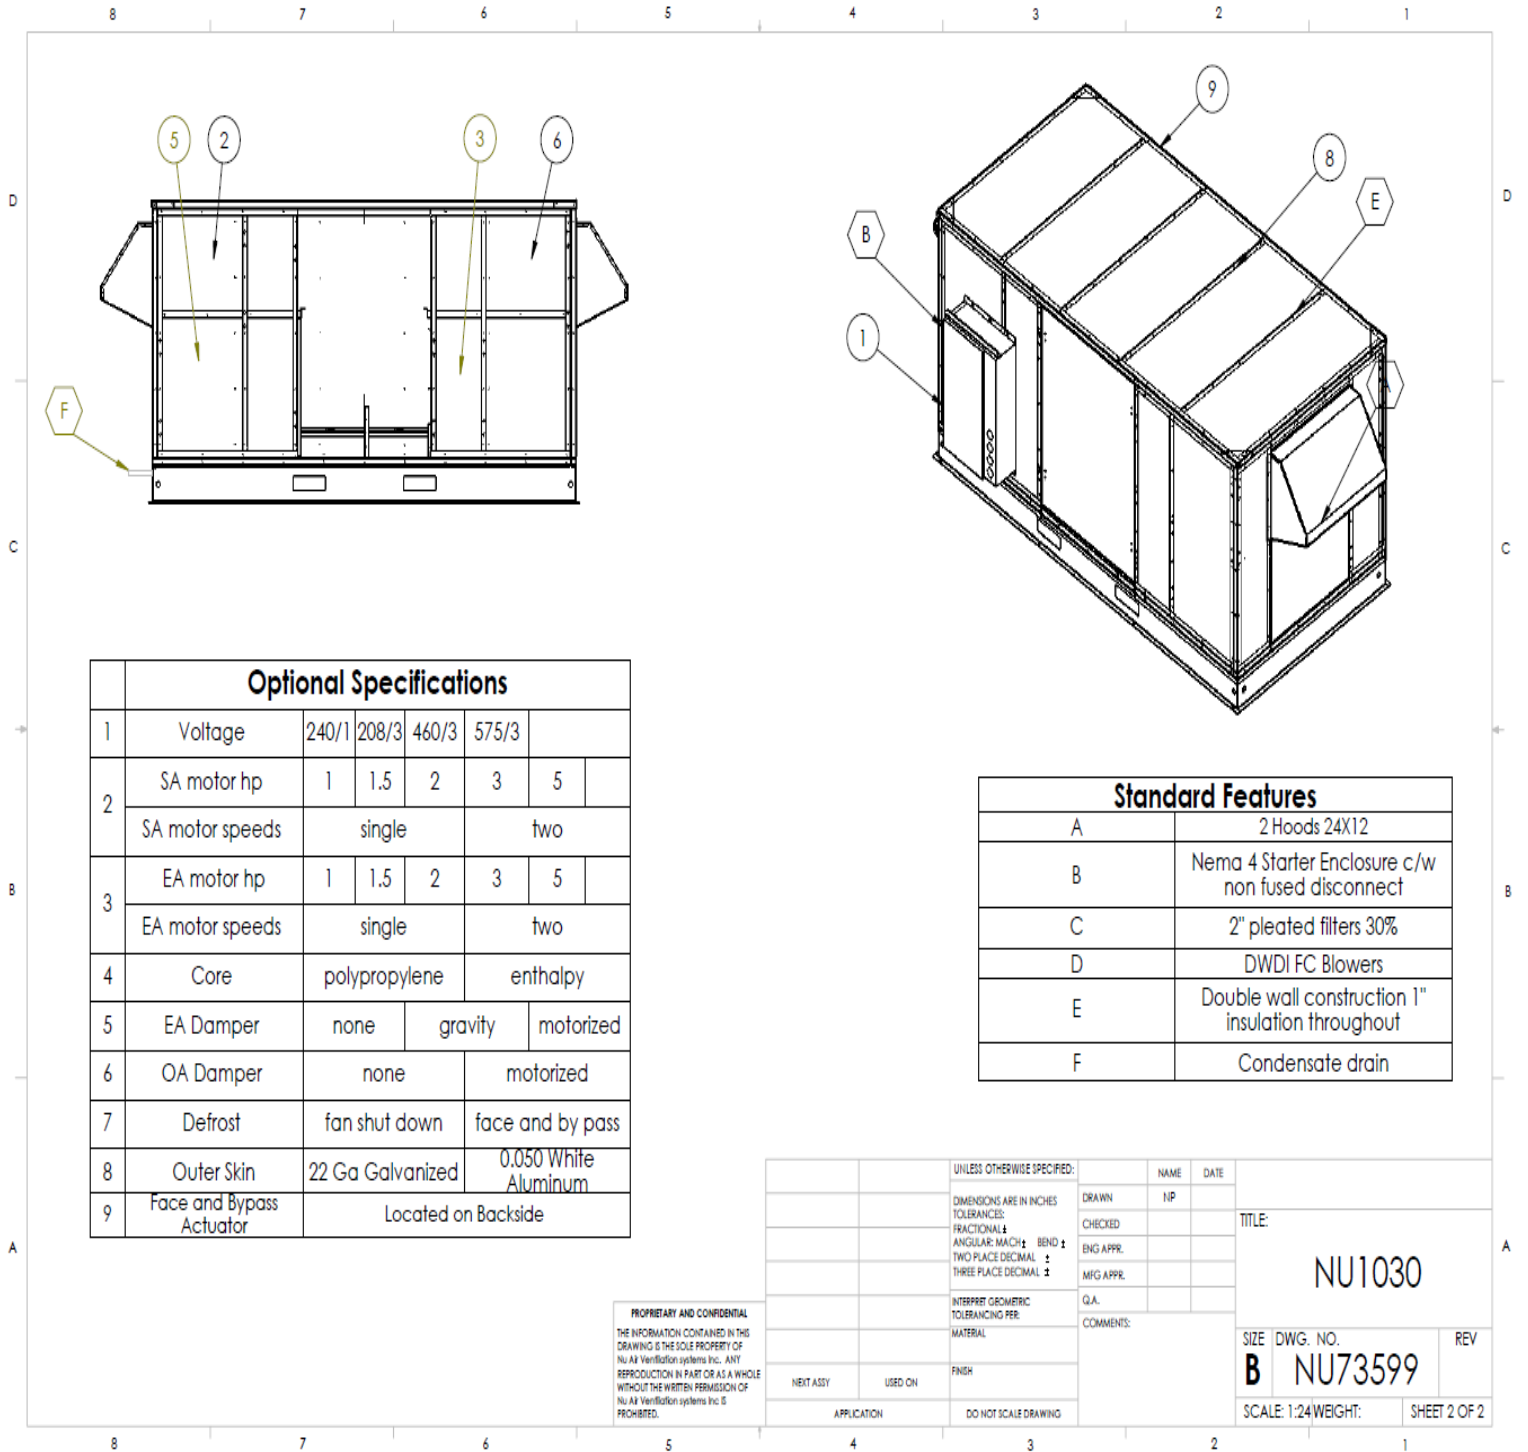 8 7 6 5 4 3 2 1
D
C
B
A
D
C
B
A
5 2 3 6
F
9
8
E
B
1
A
Optional Specifications
1 Voltage 240/1 208/3 460/3 575/3
2 SA motor hp 1 1.5 2 3 5
SA motor speeds single two
3 EA motor hp 1 1.5 2 3 5
EA motor speeds single two
4 Core polypropylene enthalpy
5 EA Damper none gravity motorized
6 OA Damper none motorized
7 Defrost fan shut down face and by pass
8 Outer Skin 22 Ga Galvanized 0.050 White
Aluminum
9 Face and Bypass
Actuator Located on Backside
Standard Features
A 2 Hoods 24X12
B Nema 4 Starter Enclosure c/w
non fused disconnect
C 2" pleated filters 30%
D DWDI FC Blowers
E Double wall construction 1"
insulation throughout
F Condensate drain
PROPRIETARY AND CONFIDENTIAL
THE INFORMATION CONTAINED IN THIS
DRAWING IS THE SOLE PROPERTY OF
Nu Air Ventilation systems Inc. ANY
REPRODUCTION IN PART OR AS A WHOLE
WITHOUT THE WRITTEN PERMISSION OF
Nu Air Ventilation systems Inc IS
PROHIBITED.
NEXT ASSY USED ON
APPLICATION
UNLESS OTHERWISE SPECIFIED:
DIMENSIONS ARE IN INCHES
TOLERANCES:
FRACTIONAL±
ANGULAR: MACH± BEND ±
TWO PLACE DECIMAL ±
THREE PLACE DECIMAL ±
INTERPRET GEOMETRIC
TOLERANCING PER:
MATERIAL
FINISH
DO NOT SCALE DRAWING
NAME DATE
DRAWN NP
CHECKED
ENG APPR.
MFG APPR.
Q.A.
COMMENTS:
TITLE:
NU1030
SIZE DWG. NO. REV
B NU73599
SCALE: 1:24 WEIGHT: SHEET 2 OF 2
8 7 6 5 4 3 2 1